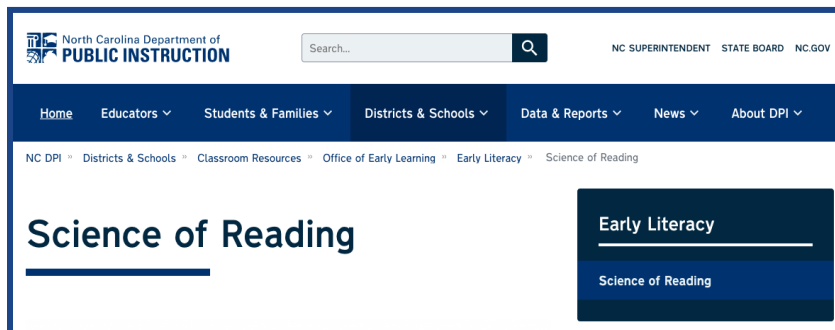 North Carolina Department of
PUBLIC INSTRUCTION
Search...
NC SUPERINTENDENT STATE BOARD NC.GOV
Home Educators Students & Families Districts & Schools Data & Reports News About DPI
NC DPI » Districts & Schools » Classroom Resources » Office of Early Learning » Early Literacy » Science of Reading
Science of Reading
Early Literacy
Science of Reading